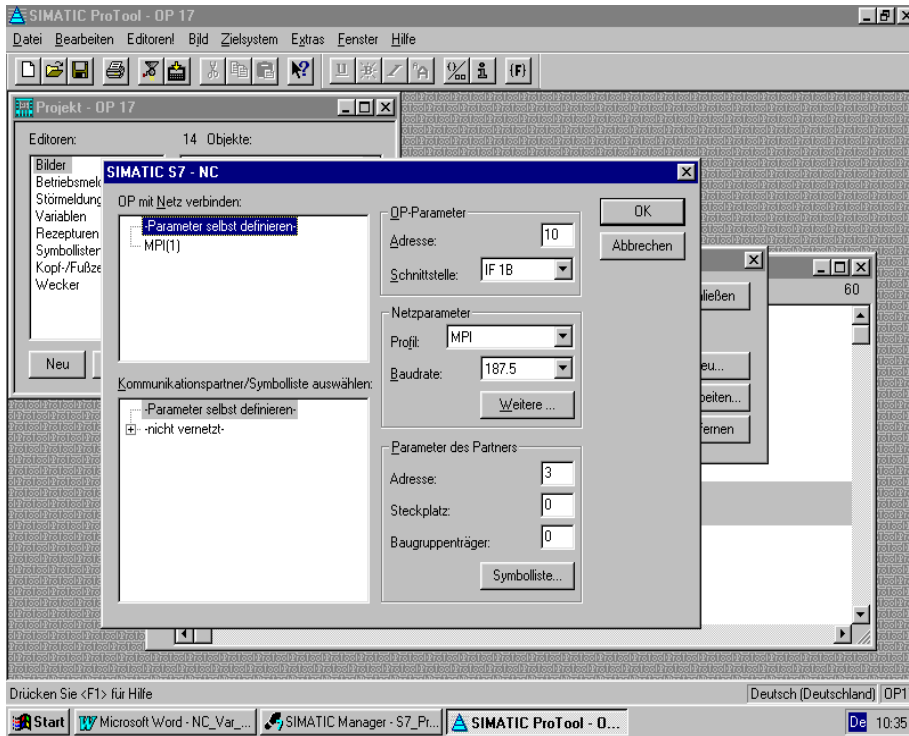 SIMATIC ProTool - OP 17
Datei Bearbeiten Editoren! Bild Zielsystem Extras Fenster Hilfe
Projekt - OP 17
Editoren: 14 Objekte:
Bilder
Betriebsmel
Störmeldung
Variablen
Rezepturen
Symbollister
Kopf-/Fußze
Wecker
Neu
SIMATIC S7 - NC
OP mit Netz verbinden:
-Parameter selbst definieren-
MPI(1)
Kommunikationspartner/Symbolliste auswählen:
-Parameter selbst definieren-
-nicht vernetzt-
OP-Parameter
Adresse: 10
Schnittstelle: IF 1B
Netzparameter
Profil: MPI
Baudrate: 187.5
Weitere ...
Parameter des Partners
Adresse: 3
Steckplatz: 0
Baugruppenträger: 0
Symbolliste...
OK
Abbrechen
ließen
eu...
beiten...
fernen
60
Drücken Sie <F1> für Hilfe
Deutsch (Deutschland) OP1
Start
Microsoft Word - NC_Var_...
SIMATIC Manager - S7_Pr...
SIMATIC ProTool - O...
De 10:35